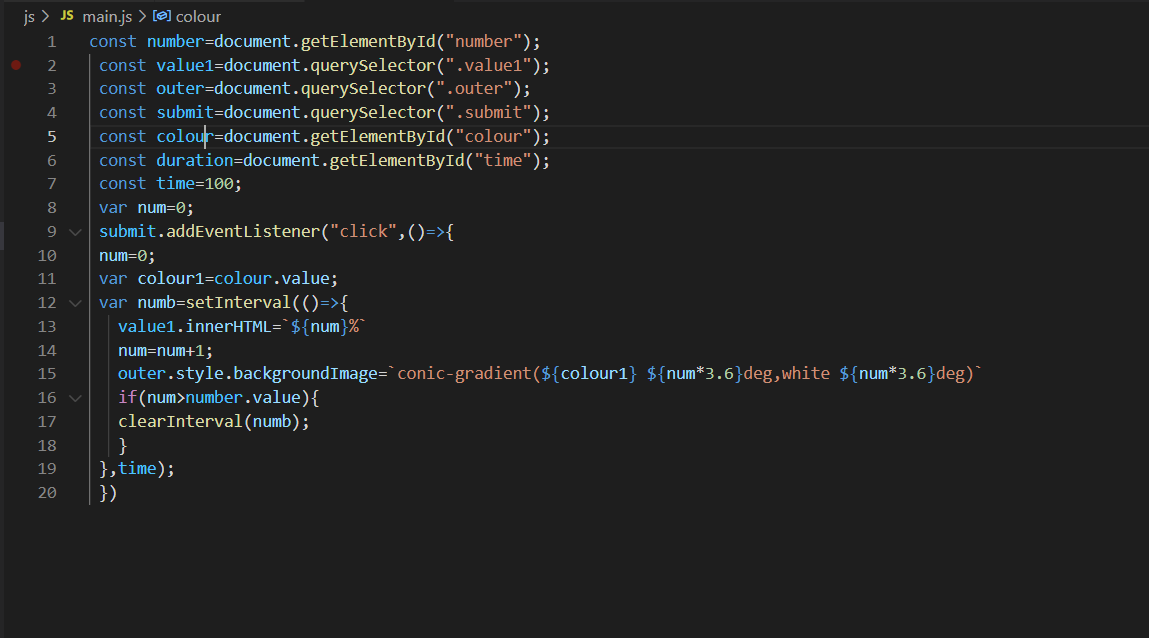 js > JS main.js > colour
1 const number=document.getElementById("number");
2 const value1=document.querySelector(".value1");
3 const outer=document.querySelector(".outer");
4 const submit=document.querySelector(".submit");
5 const colour=document.getElementById("colour");
6 const duration=document.getElementById("time");
7 const time=100;
8 var num=0;
9 submit.addEventListener("click",()=>{
10 num=0;
11 var colour1=colour.value;
12 var numb=setInterval(()=>{
13 value1.innerHTML=`${num}%`
14 num=num+1;
15 outer.style.backgroundImage=`conic-gradient(${colour1} ${num*3.6}deg,white ${num*3.6}deg)`
16 if(num>number.value){
17 clearInterval(numb);
18 }
19 },time);
20 })